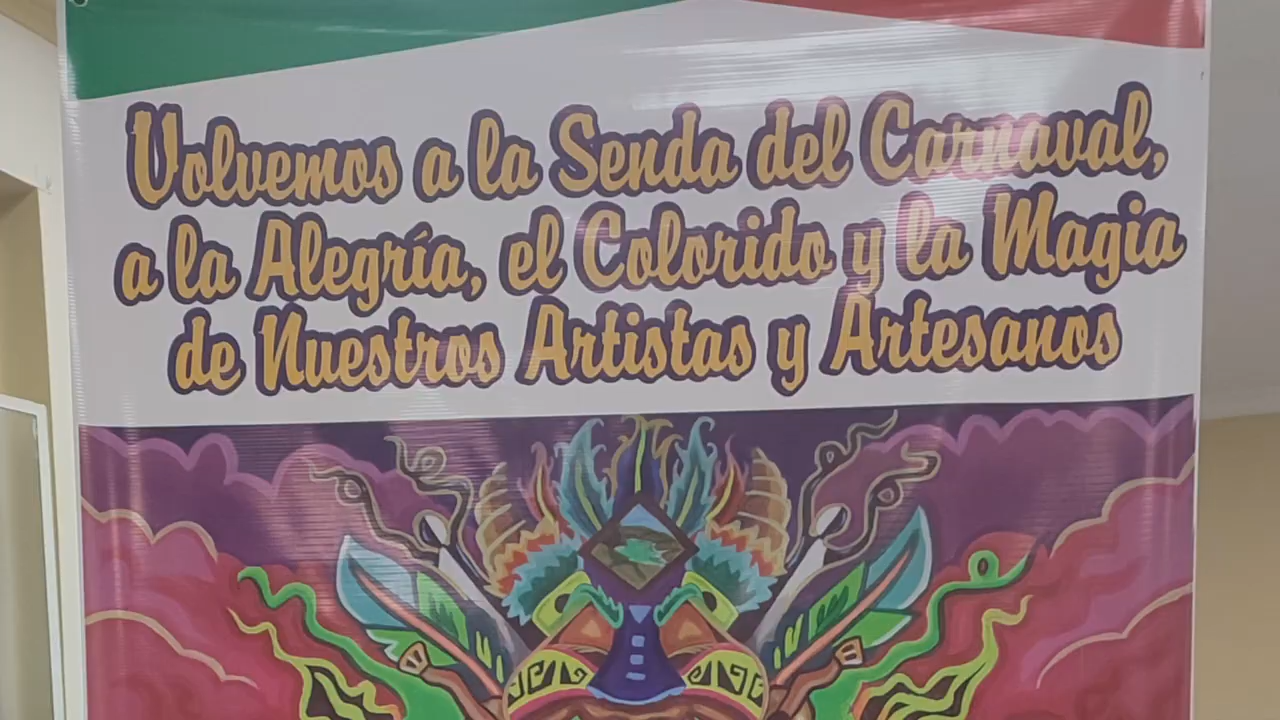 Volvemos a la Senda del Carnaval,
a la Alegría, el Colorido y la Magia
de Nuestros Artistas y Artesanos